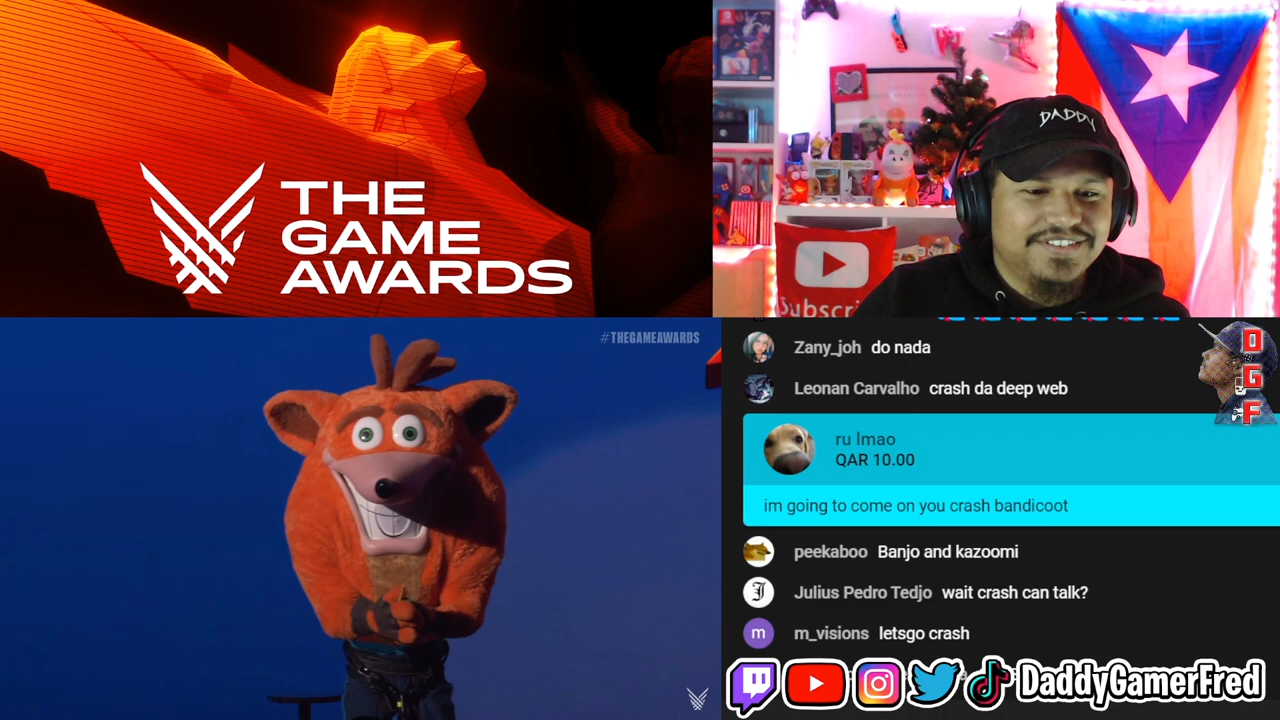 THE
GAME
AWARDS
DADDY
Subscri
#THEGAMEAWARDS
Zany_joh do nada
Leonan Carvalho crash da deep web
ru lmao
QAR 10.00
im going to come on you crash bandicoot
peekaboo Banjo and kazoomi
Julius Pedro Tedjo wait crash can talk?
m m_visions letsgo crash
DaddyGamerFred
O
G
F